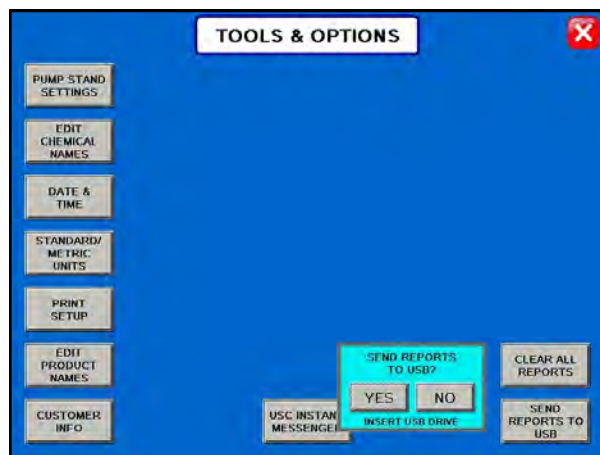 TOOLS & OPTIONS
PUMP STAND
SETTINGS
EDIT
CHEMICAL
NAMES
DATE &
TIME
STANDARD/
METRIC
UNITS
PRINT
SETUP
EDIT
PRODUCT
NAMES
CUSTOMER
INFO
USC INSTAN
MESSENGER
SEND REPORTS
TO USB?
YES NO
INSERT USB DRIVE
CLEAR ALL
REPORTS
SEND
REPORTS TO
USB